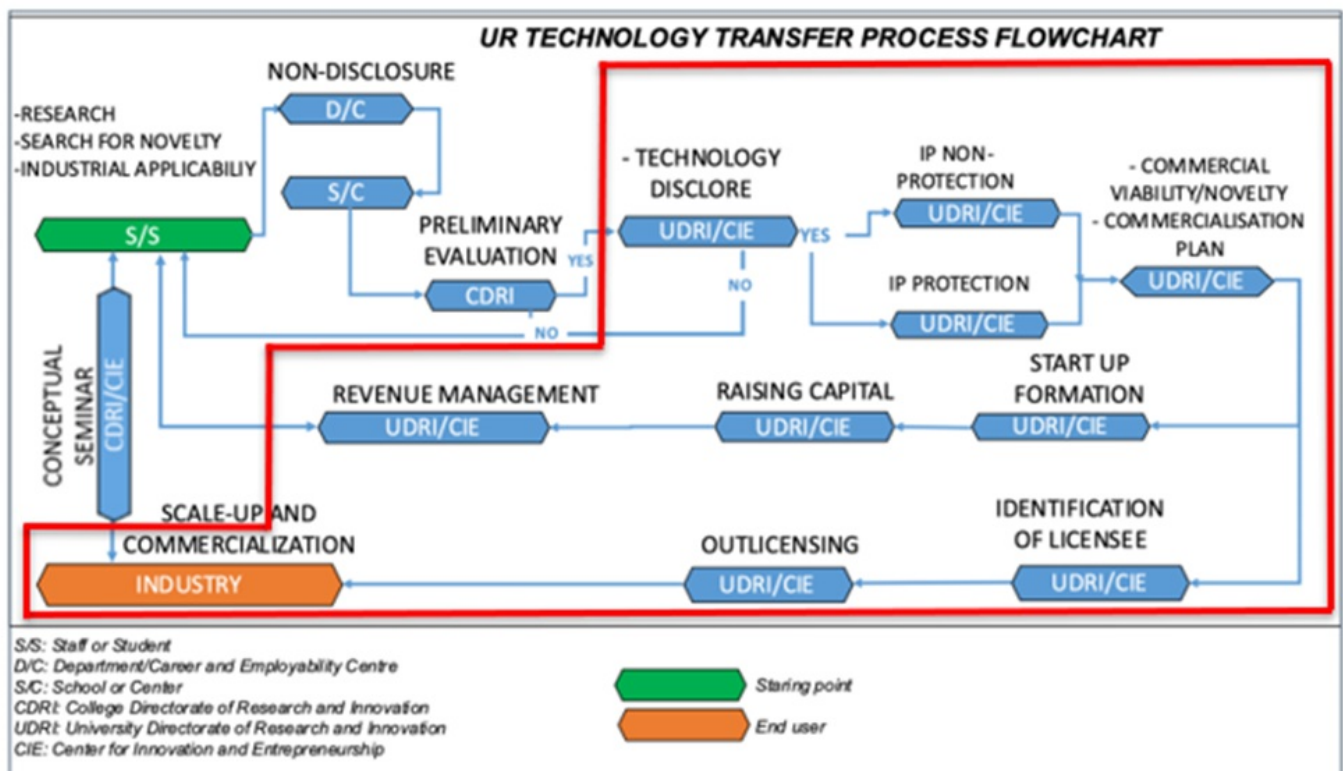 UR TECHNOLOGY TRANSFER PROCESS FLOWCHART
NON-DISCLOSURE
D/C
-RESEARCH
-SEARCH FOR NOVELTY
-INDUSTRIAL APPLICABILIY
S/C
S/S
PRELIMINARY
EVALUATION
CDRI
YES
NO
- TECHNOLOGY
DISCLORE
UDRI/CIE
YES
NO
IP NON-
PROTECTION
UDRI/CIE
IP PROTECTION
UDRI/CIE
- COMMERCIAL
VIABILITY/NOVELTY
- COMMERCIALISATION
PLAN
UDRI/CIE
CONCEPTUAL
SEMINAR
CDRI/CIE
REVENUE MANAGEMENT
UDRI/CIE
RAISING CAPITAL
UDRI/CIE
START UP
FORMATION
UDRI/CIE
SCALE-UP AND
COMMERCIALIZATION
INDUSTRY
OUTLICENSING
UDRI/CIE
IDENTIFICATION
OF LICENSEE
UDRI/CIE
S/S: Staff or Student
D/C: Department/Career and Employability Centre
S/C: School or Center
CDRI: College Directorate of Research and Innovation
UDRI: University Directorate of Research and Innovation
CIE: Center for Innovation and Entrepreneurship
Staring point
End user